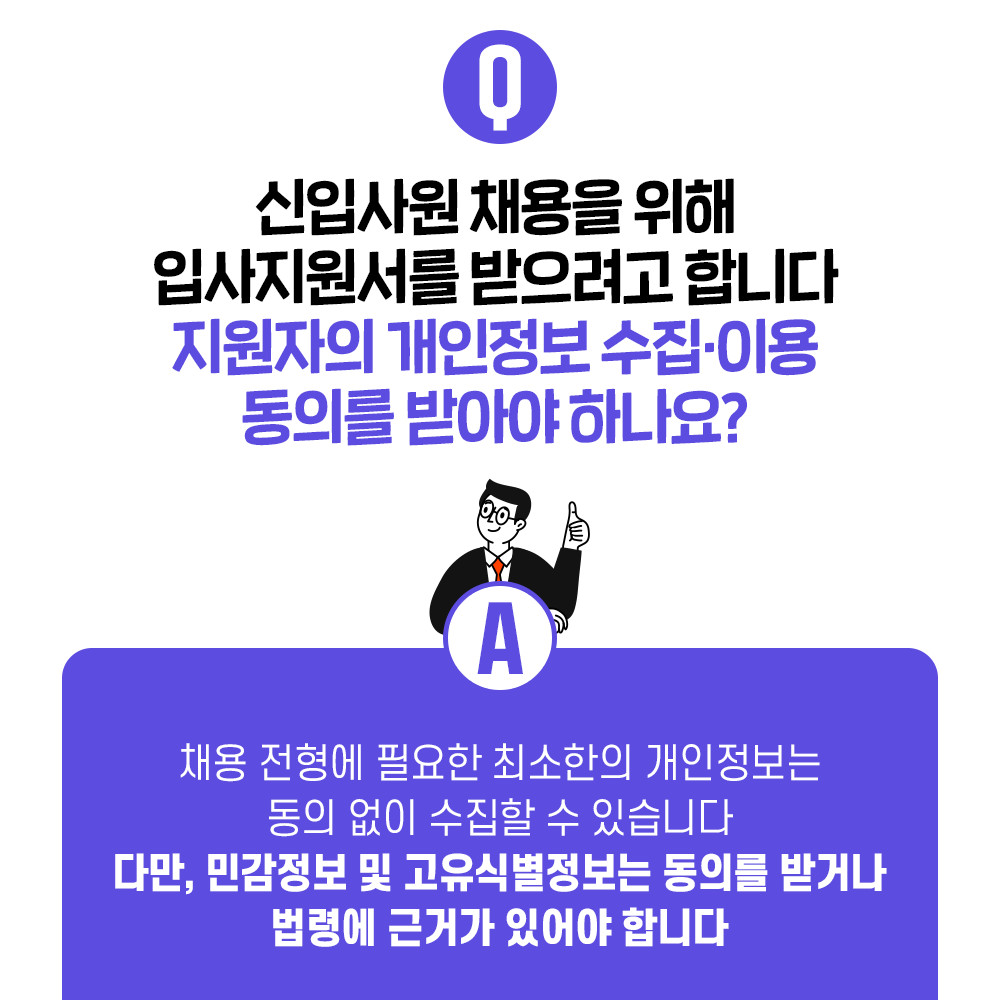 Q
신입사원 채용을 위해
입사지원서를 받으려고 합니다
지원자의 개인정보 수집·이용
동의를 받아야 하나요?
A
채용 전형에 필요한 최소한의 개인정보는
동의 없이 수집할 수 있습니다
다만, 민감정보 및 고유식별정보는 동의를 받거나
법령에 근거가 있어야 합니다